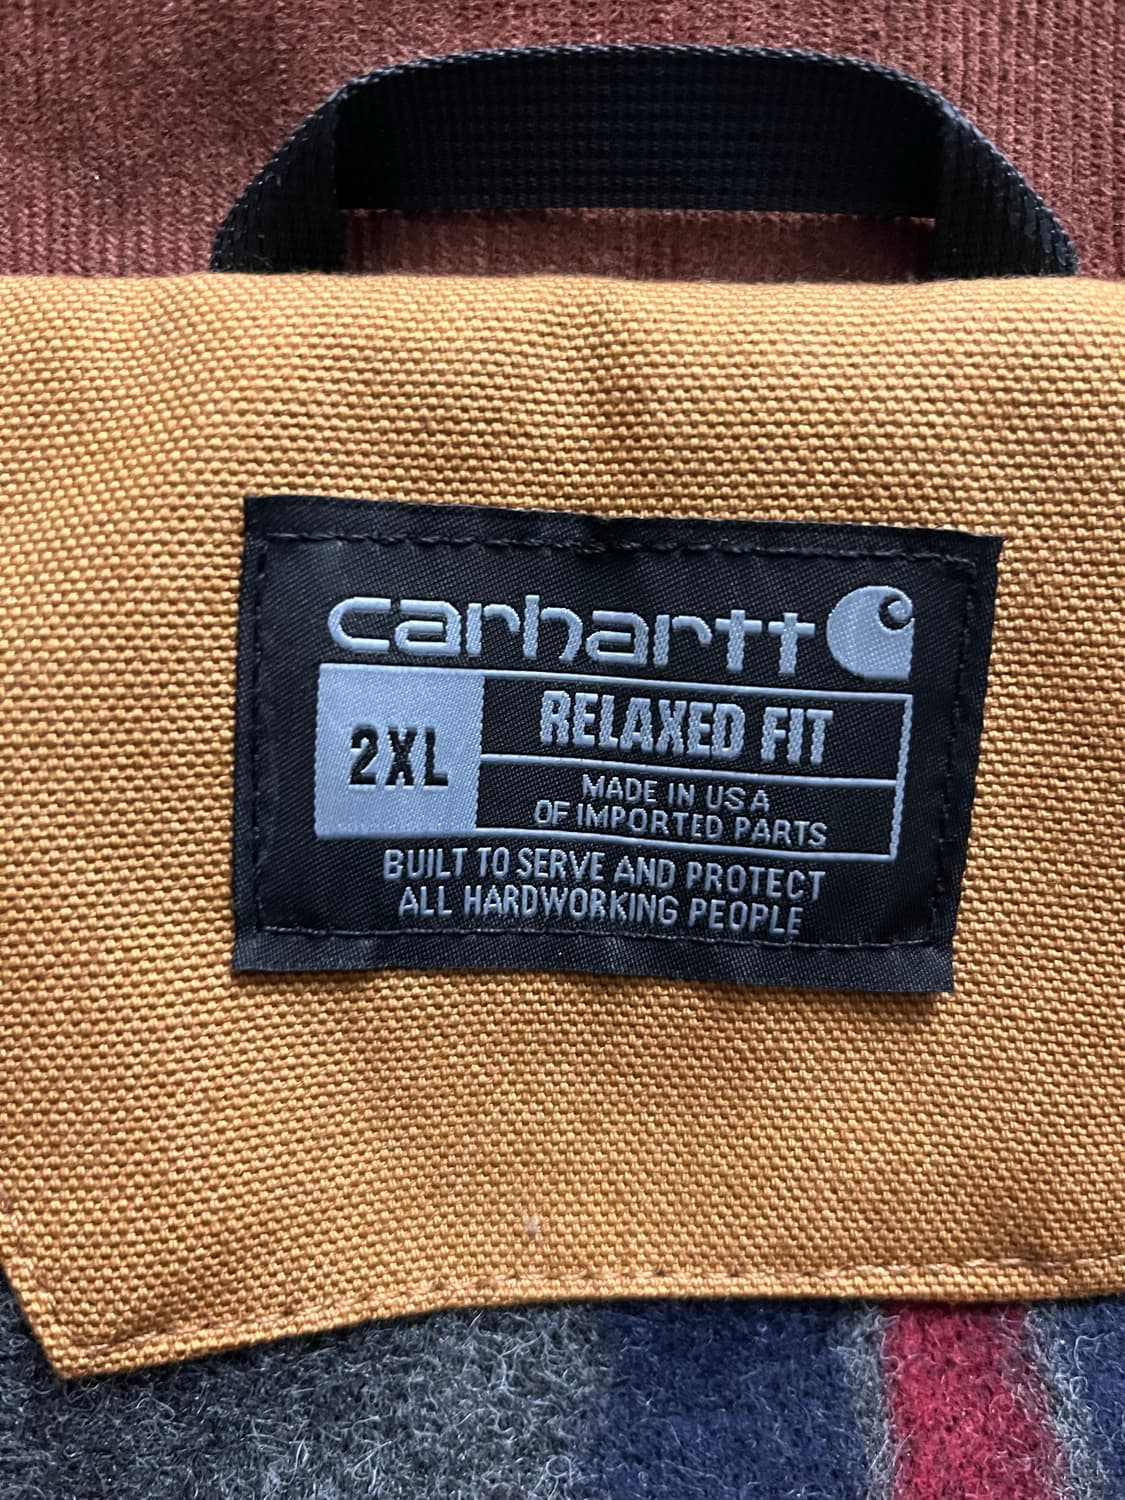 carhartt
2XL
RELAXED FIT
MADE IN USA
OF IMPORTED PARTS
BUILT TO SERVE AND PROTECT
ALL HARDWORKING PEOPLE